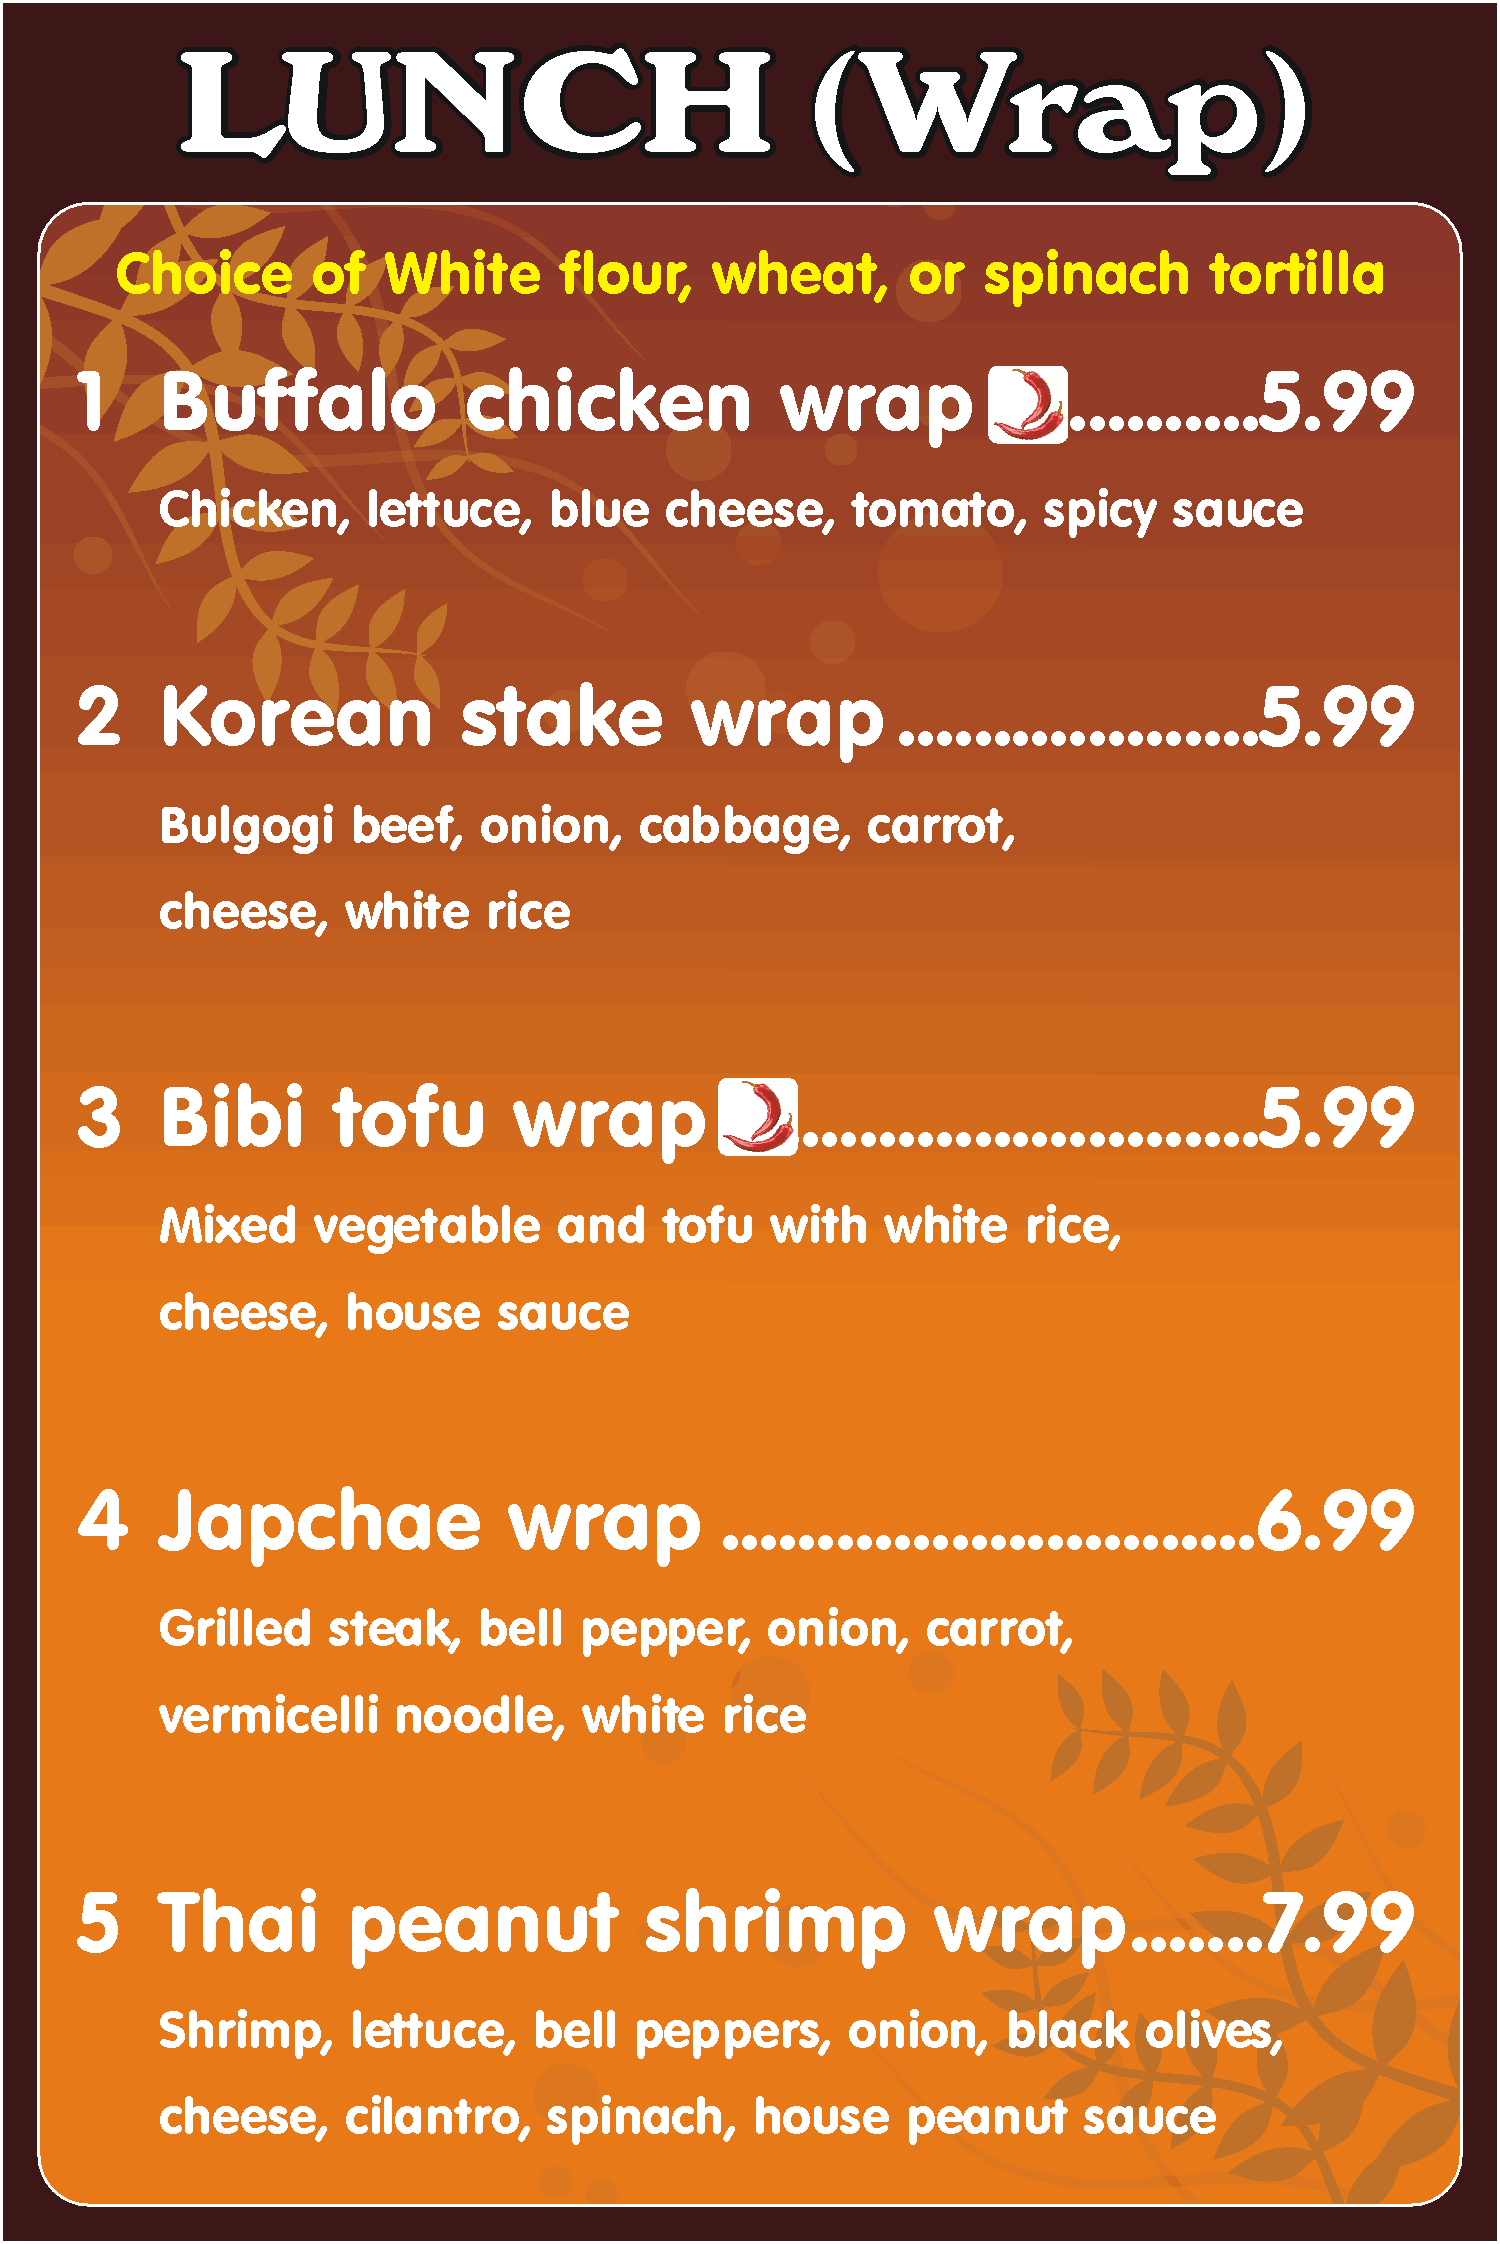 LUNCH (Wrap)
Choice of White flour, wheat, or spinach tortilla
1 Buffalo chicken wrap..........5.99
Chicken, lettuce, blue cheese, tomato, spicy sauce
2 Korean stake wrap...................5.99
Bulgogi beef, onion, cabbage, carrot,
cheese, white rice
3 Bibi tofu wrap........................5.99
Mixed vegetable and tofu with white rice,
cheese, house sauce
4 Japchae wrap............................6.99
Grilled steak, bell pepper, onion, carrot,
vermicelli noodle, white rice
5 Thai peanut shrimp wrap.......7.99
Shrimp, lettuce, bell peppers, onion, black olives,
cheese, cilantro, spinach, house peanut sauce